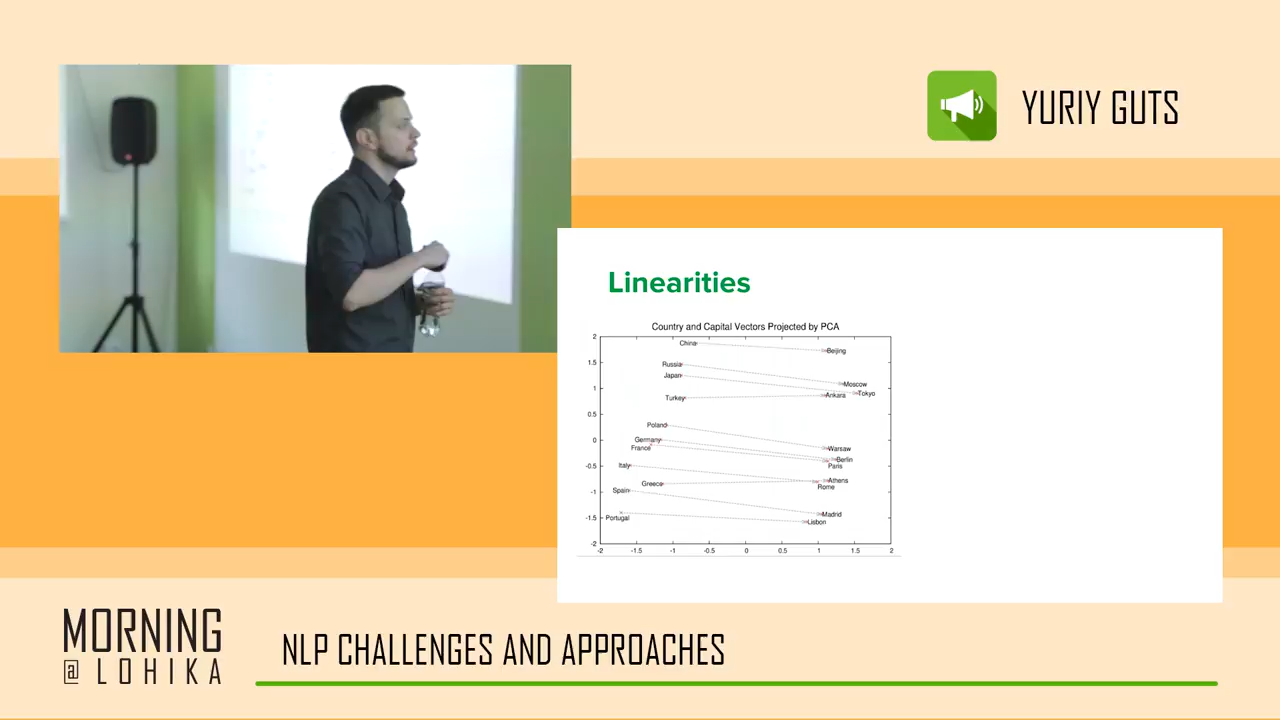 YURIY GUTS
Linearities
Country and Capital Vectors Projected by PCA
2
1.5
1
0.5
0
-0.5
-1
-1.5
-2
China
Beijing
Russia
Moscow
Japan
Tokyo
Turkey
Ankara
Poland
Warsaw
Germany
Berlin
France
Paris
Italy
Athens
Greece
Rome
Spain
Madrid
Portugal
Lisbon
-2 -1.5 -1 -0.5 0 0.5 1 1.5 2
MORNING
@ LOHIKA
NLP CHALLENGES AND APPROACHES